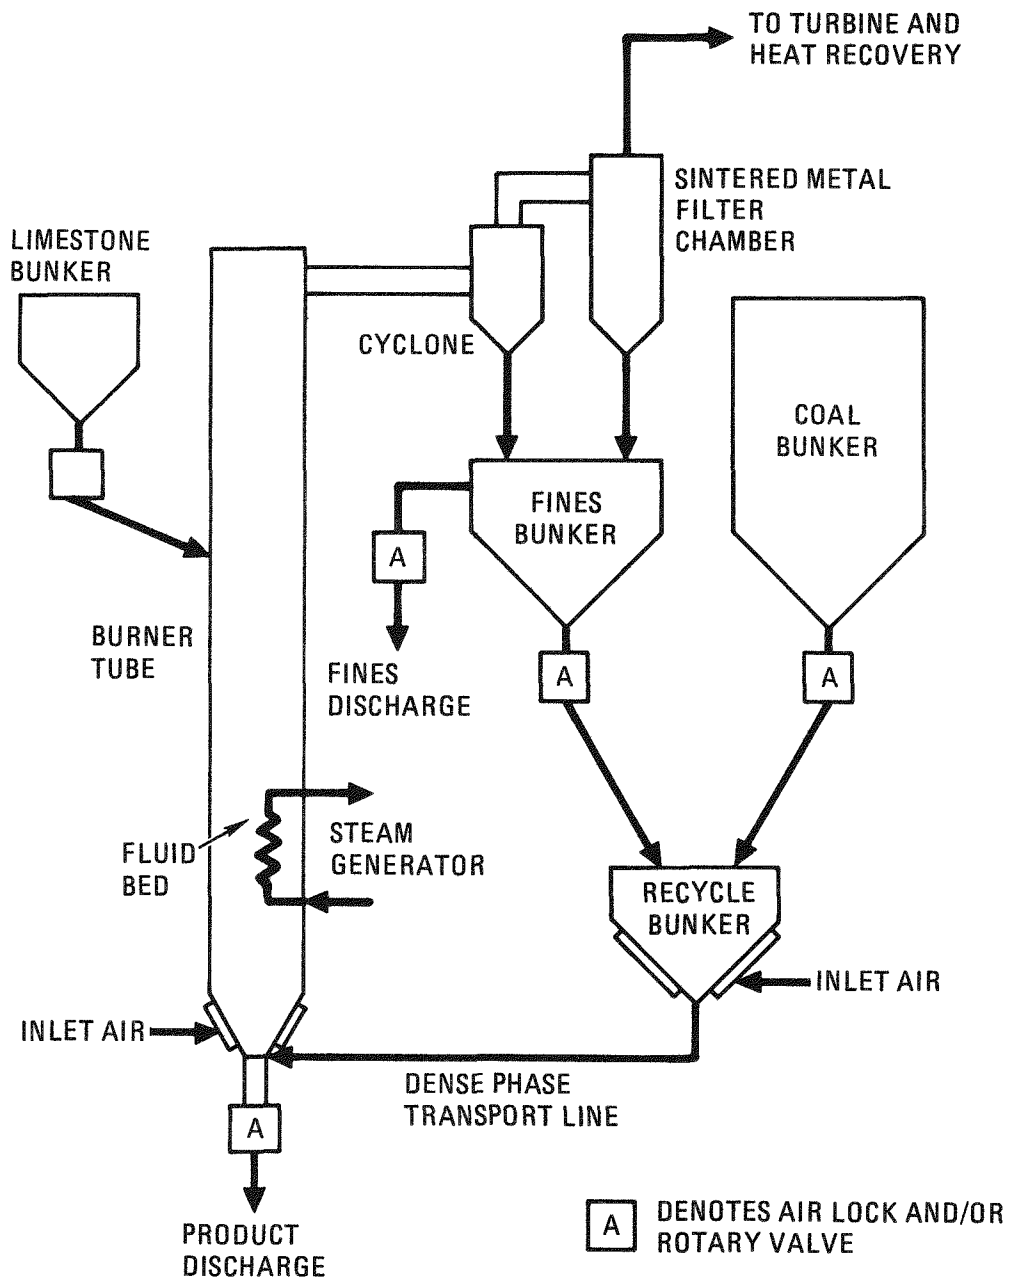 TO TURBINE AND
HEAT RECOVERY
SINTERED METAL
FILTER
CHAMBER
LIMESTONE
BUNKER
CYCLONE
COAL
BUNKER
FINES
BUNKER
A
BURNER
TUBE
FINES
DISCHARGE
A
A
STEAM
GENERATOR
FLUID
BED
RECYCLE
BUNKER
INLET AIR
INLET AIR
DENSE PHASE
TRANSPORT LINE
A
PRODUCT
DISCHARGE
A
DENOTES AIR LOCK AND/OR
ROTARY VALVE